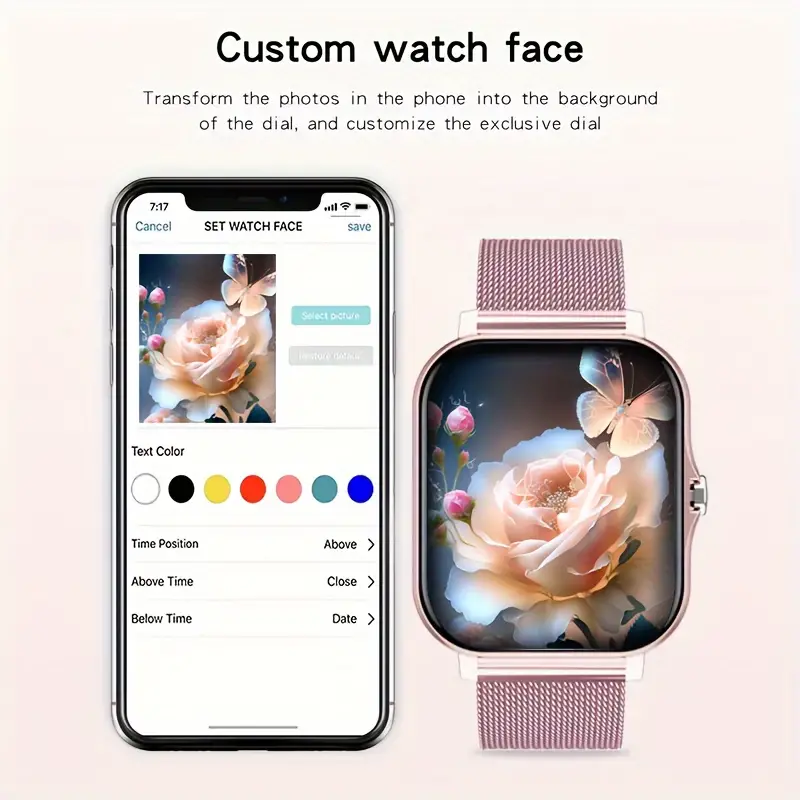 Custom watch face
Transform the photos in the phone into the background
of the dial, and customize the exclusive dial
7:17
Cancel SET WATCH FACE save
Select picture
Restore default
Text Color
Time Position Above
Above Time Close
Below Time Date